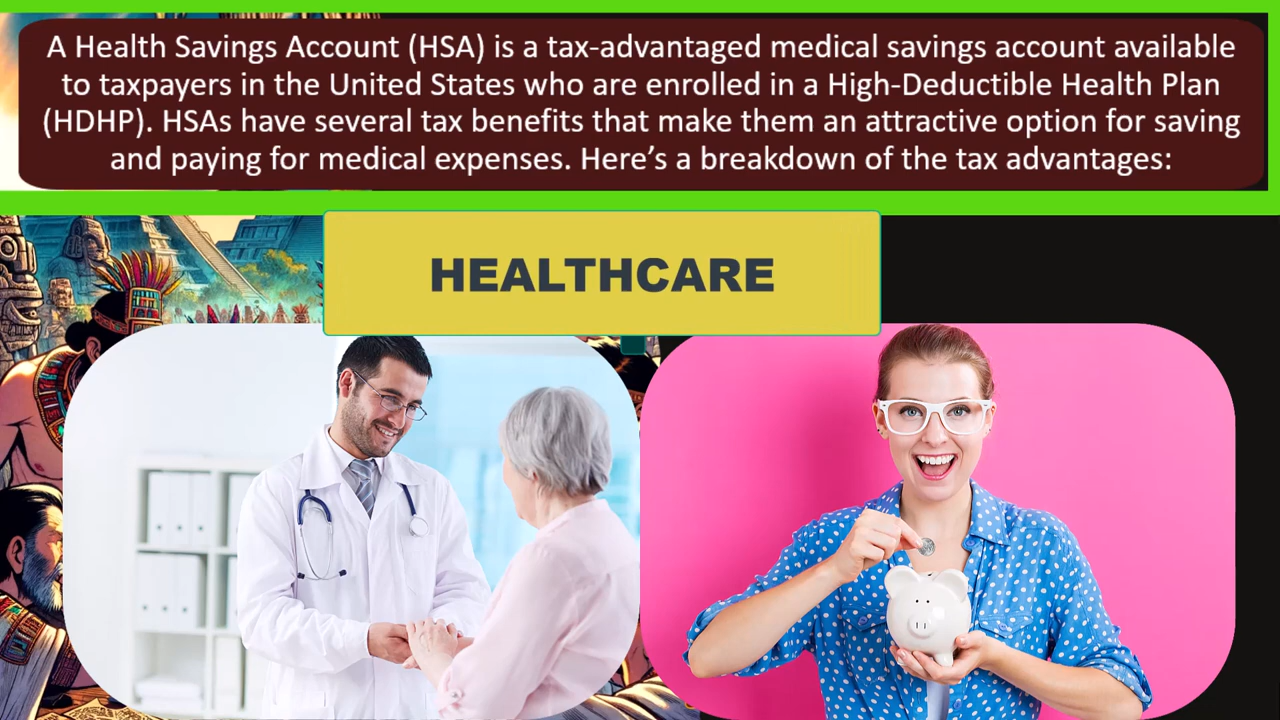 A Health Savings Account (HSA) is a tax-advantaged medical savings account available
to taxpayers in the United States who are enrolled in a High-Deductible Health Plan
(HDHP). HSAs have several tax benefits that make them an attractive option for saving
and paying for medical expenses. Here’s a breakdown of the tax advantages:
HEALTHCARE